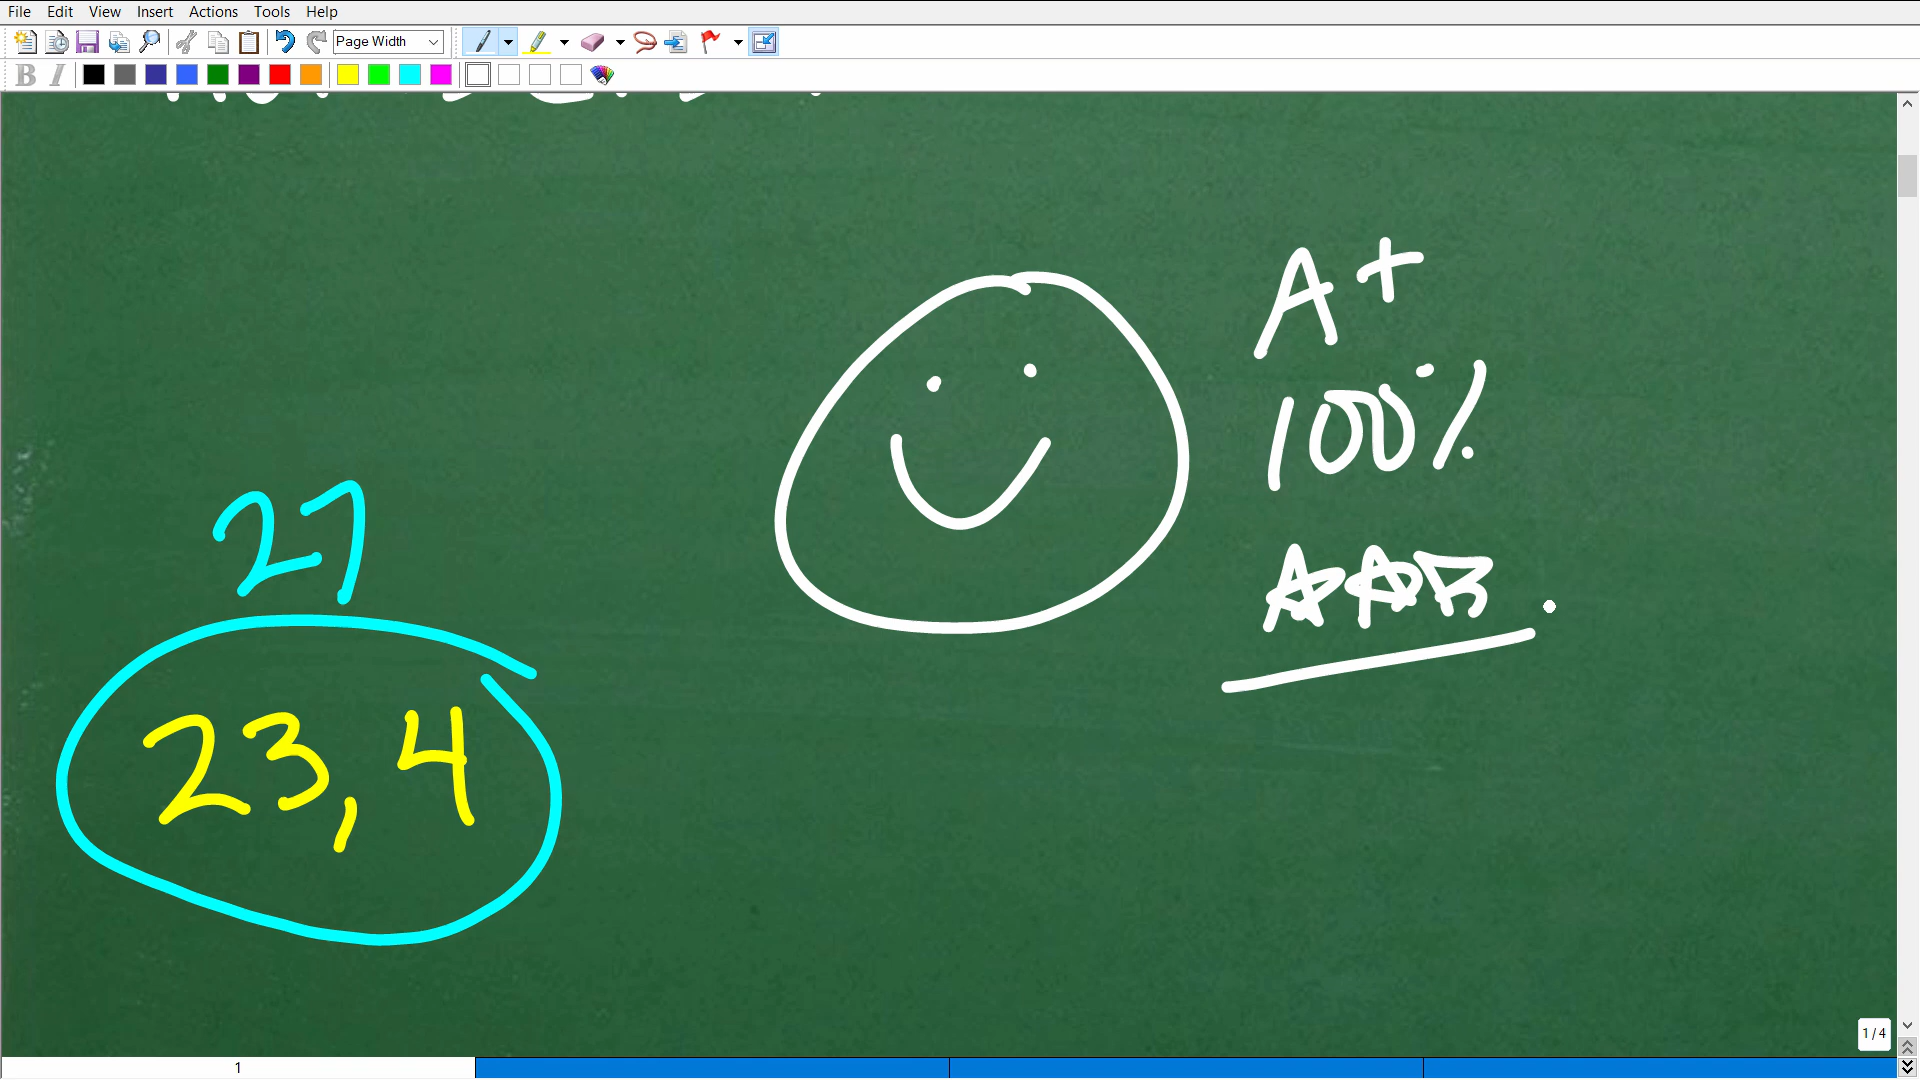 File Edit View Insert Actions Tools Help
Page Width
B I
A+
100%
27
23, 4
1 / 4
1